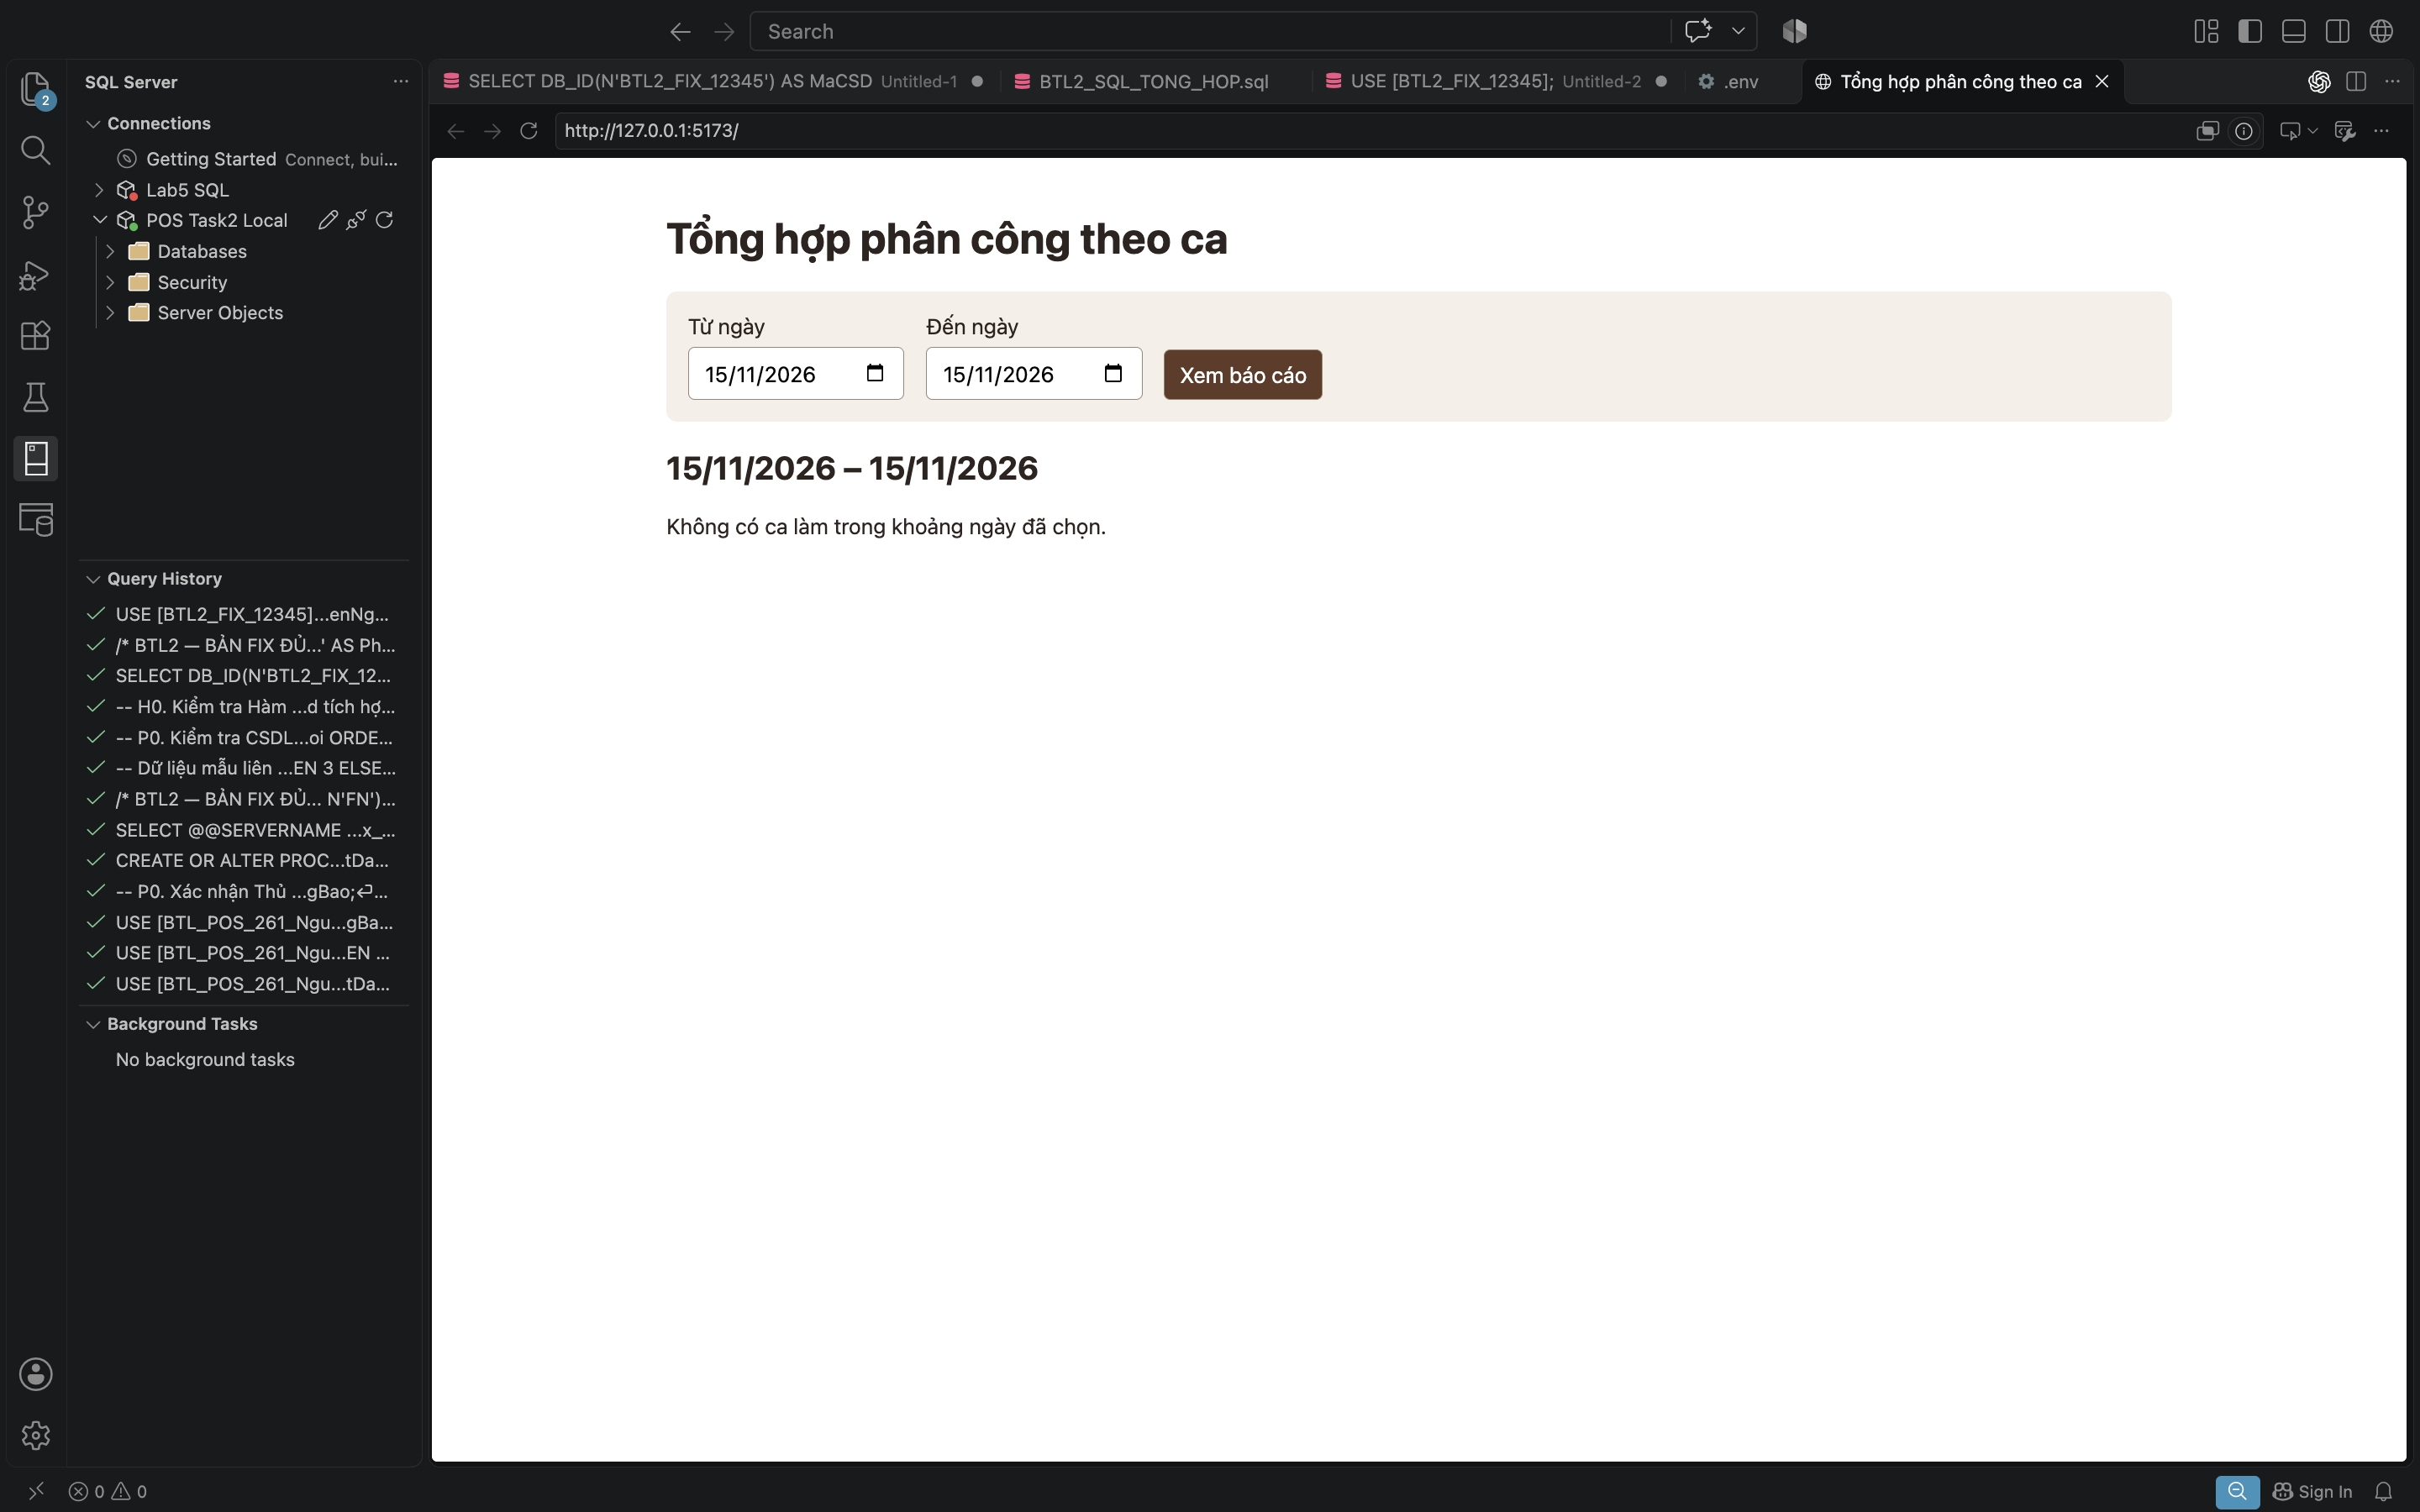 Search
SQL Server
Connections
Getting Started Connect, bui...
Lab5 SQL
POS Task2 Local
Databases
Security
Server Objects
Query History
USE [BTL2_FIX_12345]...enNg...
/* BTL2 — BẢN FIX ĐỦ...' AS Ph...
SELECT DB_ID(N'BTL2_FIX_12...
-- H0. Kiểm tra Hàm ...d tích hợ...
-- P0. Kiểm tra CSDL...oi ORDE...
-- Dữ liệu mẫu liên ...EN 3 ELSE...
/* BTL2 — BẢN FIX ĐỦ... N'FN')...
SELECT @@SERVERNAME ...x_...
CREATE OR ALTER PROC...tDa...
-- P0. Xác nhận Thủ ...gBao;⏎...
USE [BTL_POS_261_Ngu...gBa...
USE [BTL_POS_261_Ngu...EN ...
USE [BTL_POS_261_Ngu...tDa...
Background Tasks
No background tasks
2
SELECT DB_ID(N'BTL2_FIX_12345') AS MaCSD Untitled-1
BTL2_SQL_TONG_HOP.sql
USE [BTL2_FIX_12345]; Untitled-2
.env
Tổng hợp phân công theo ca
http://127.0.0.1:5173/
Tổng hợp phân công theo ca
Từ ngày Đến ngày
15/11/2026 15/11/2026 Xem báo cáo
15/11/2026 – 15/11/2026
Không có ca làm trong khoảng ngày đã chọn.
0 0
Sign In